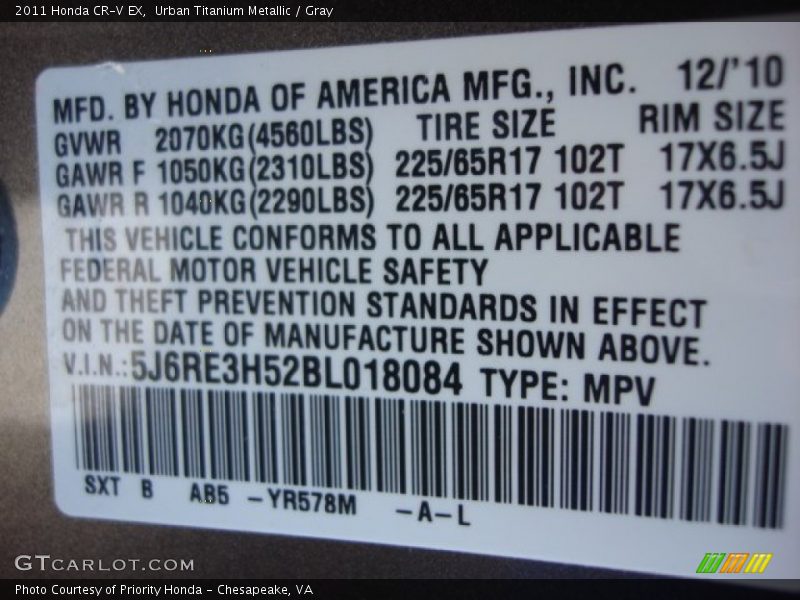 2011 Honda CR-V EX,  Urban Titanium Metallic / Gray
MFD. BY HONDA OF AMERICA MFG., INC. 12/'10
GVWR 2070KG(4560LBS) TIRE SIZE RIM SIZE
GAWR F 1050KG(2310LBS) 225/65R17 102T 17X6.5J
GAWR R 1040KG(2290LBS) 225/65R17 102T 17X6.5J
THIS VEHICLE CONFORMS TO ALL APPLICABLE
FEDERAL MOTOR VEHICLE SAFETY
AND THEFT PREVENTION STANDARDS IN EFFECT
ON THE DATE OF MANUFACTURE SHOWN ABOVE.
V.I.N.:5J6RE3H52BL018084 TYPE: MPV
SXT B AB5 -YR578M -A-L
GTCARLOT.COM
Photo Courtesy of Priority Honda - Chesapeake, VA